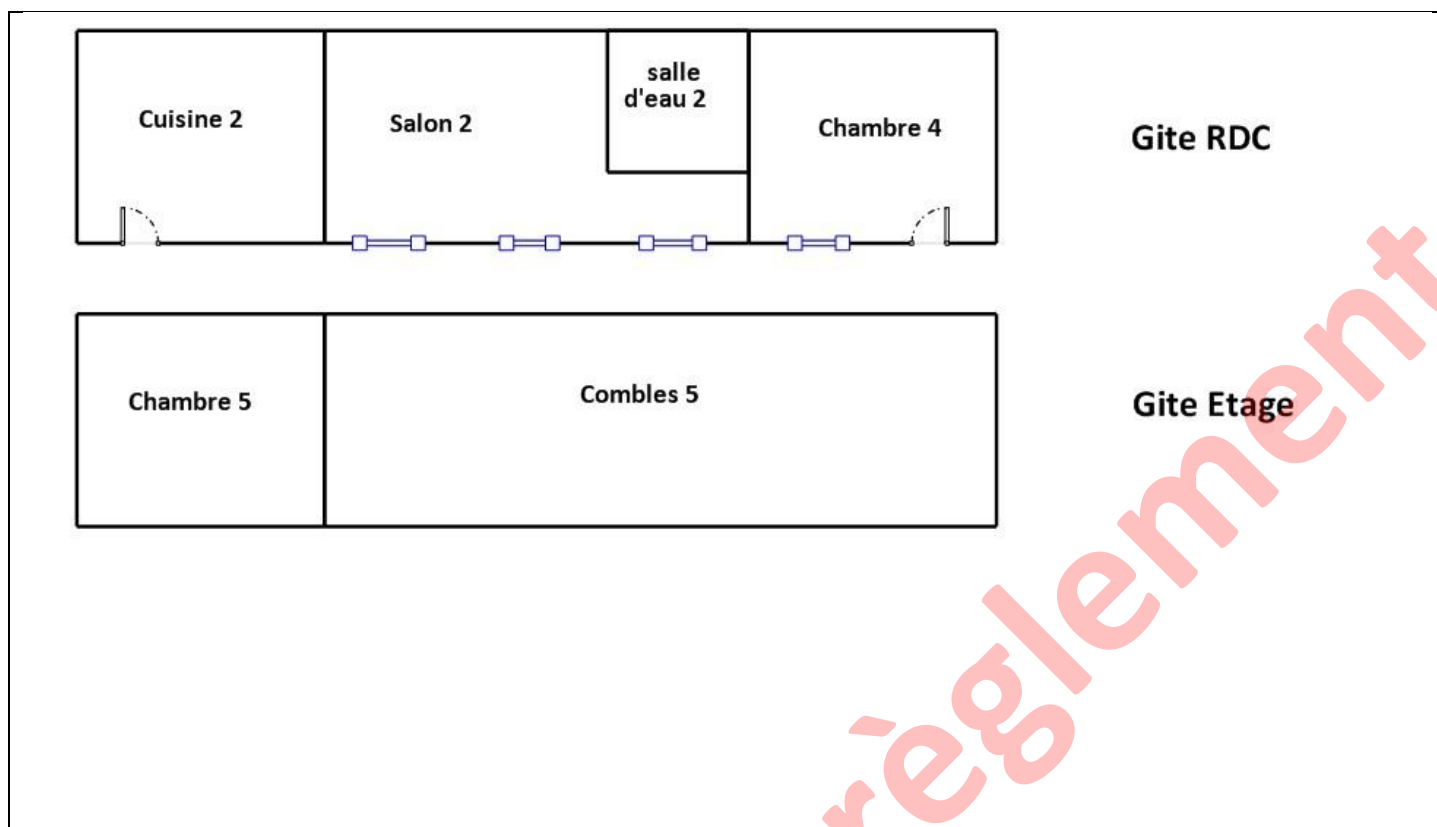 Cuisine 2
Salon 2
salle
d'eau 2
Chambre 4
Gite RDC
Chambre 5
Combles 5
Gite Etage
règlement